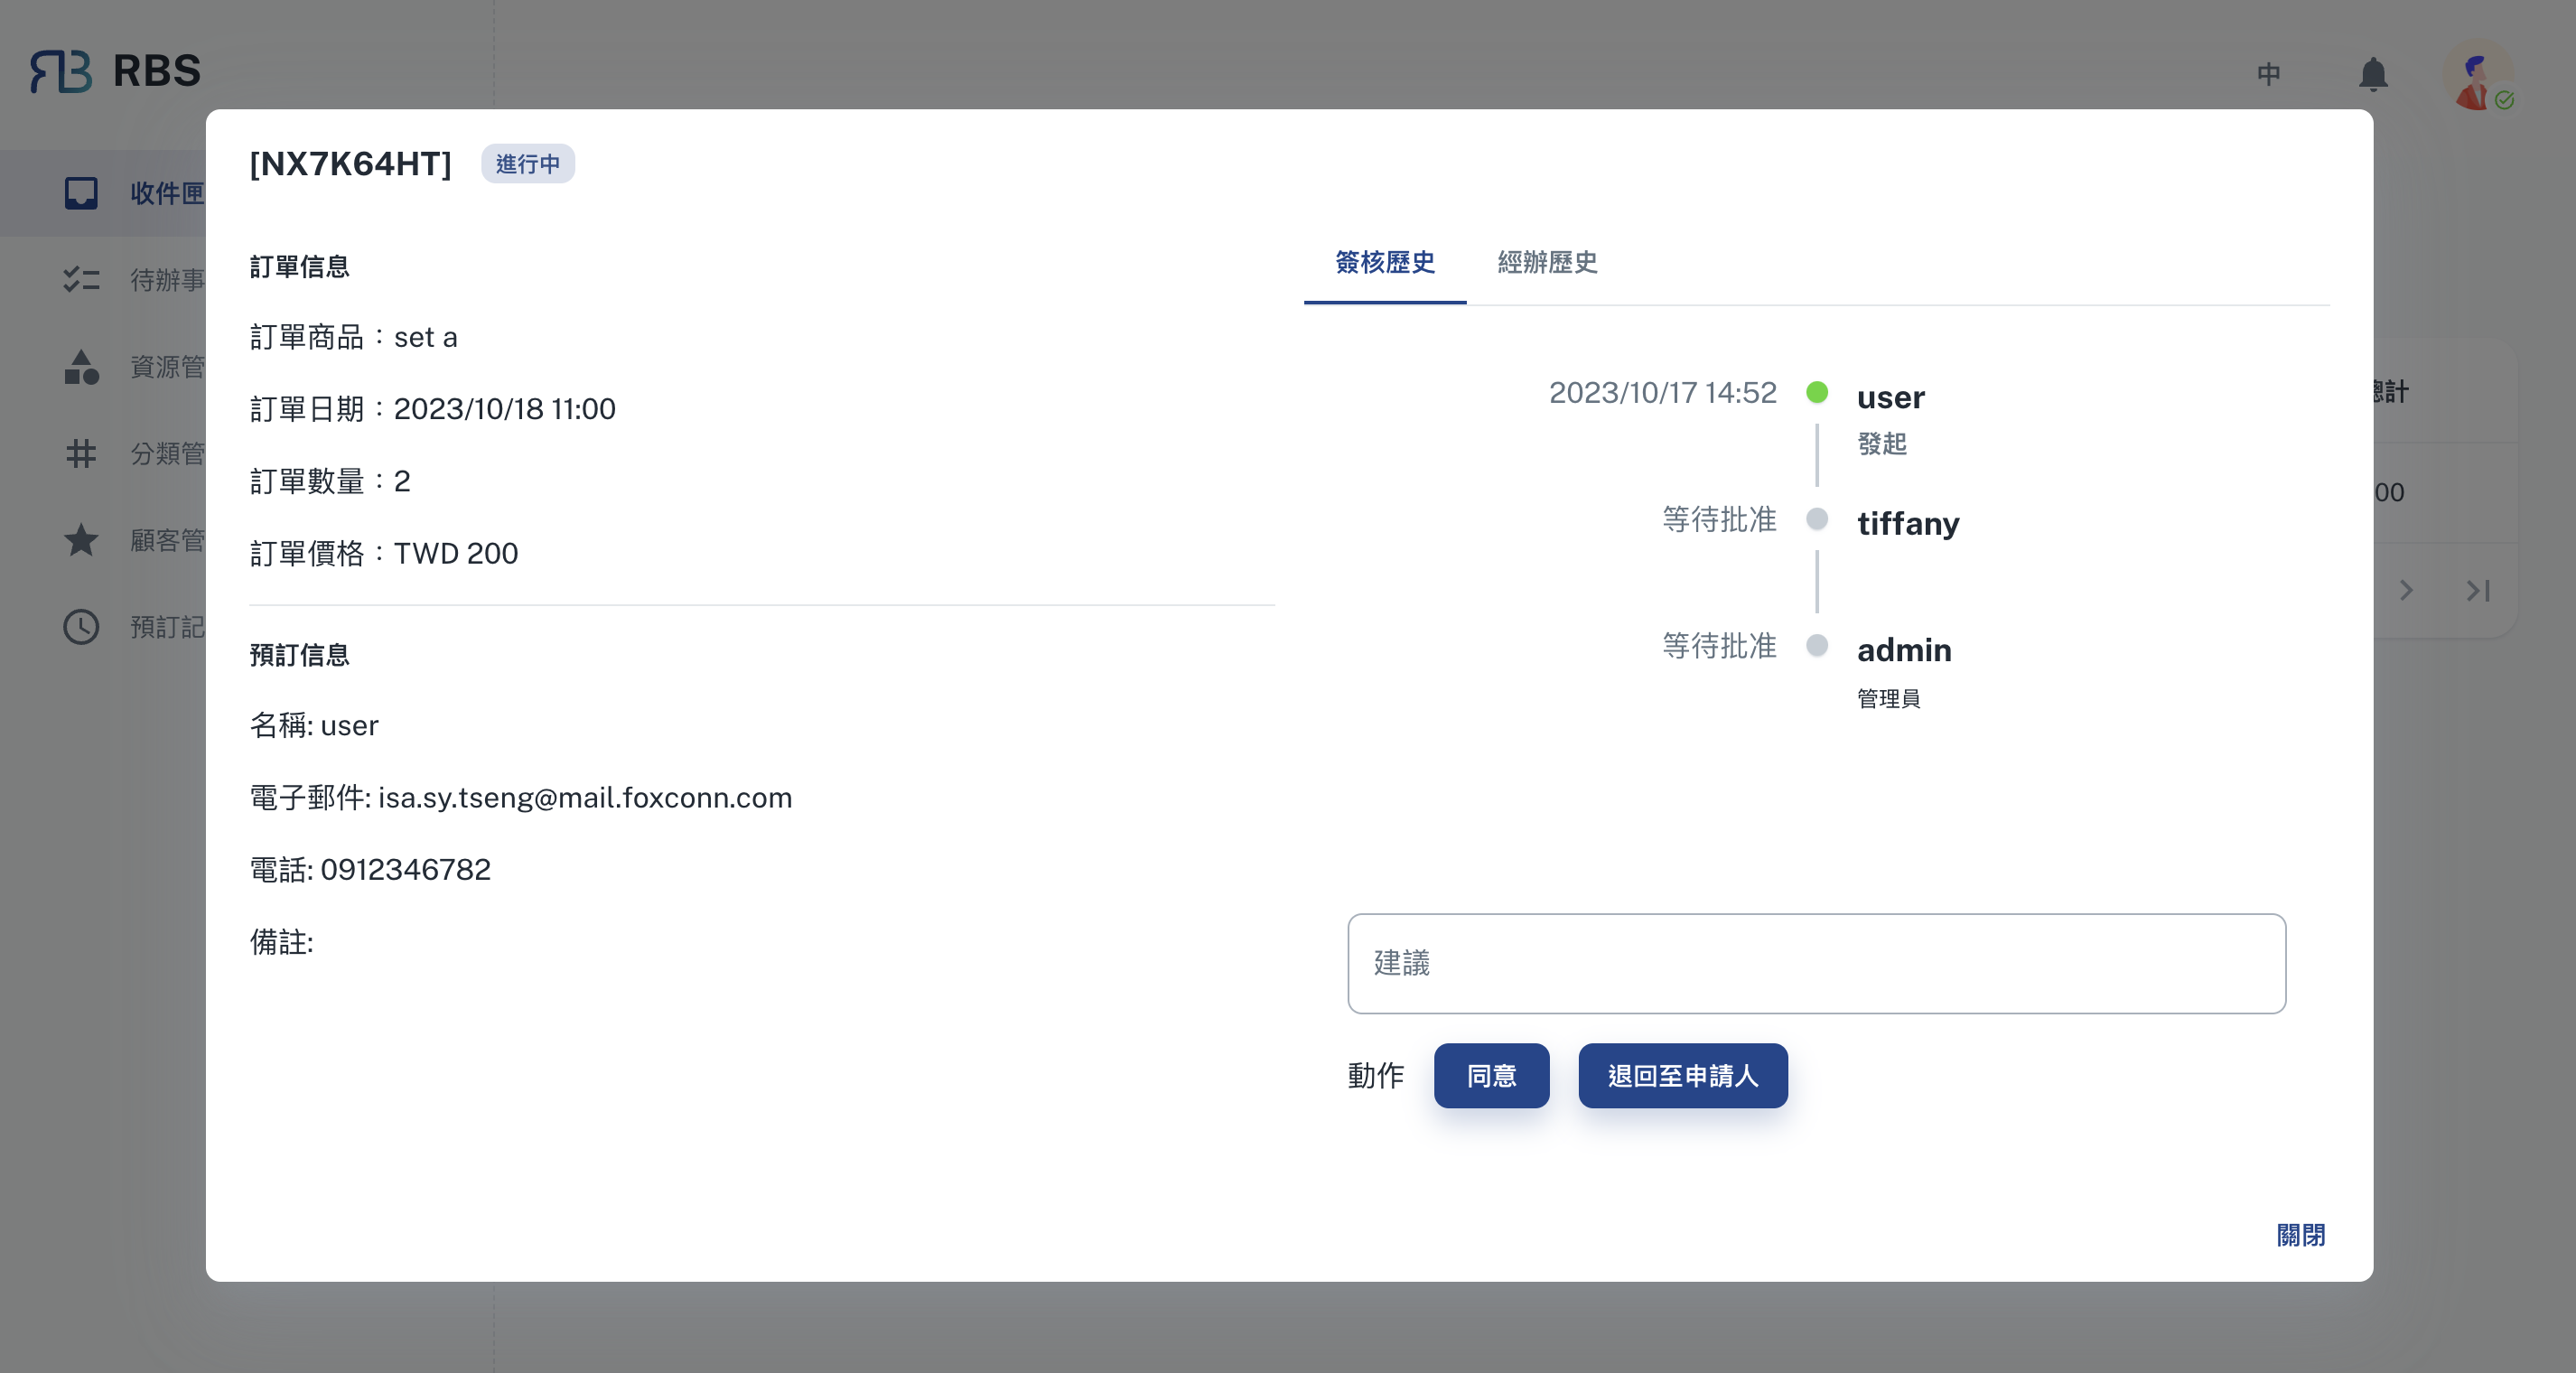 RBS
中
收件匣
待辦事
資源管
分類管
顧客管
預訂記
[NX7K64HT]
進行中
訂單信息
訂單商品：set a
訂單日期：2023/10/18 11:00
訂單數量：2
訂單價格：TWD 200
預訂信息
名稱: user
電子郵件: isa.sy.tseng@mail.foxconn.com
電話: 0912346782
備註:
簽核歷史
經辦歷史
2023/10/17 14:52
user
發起
等待批准
tiffany
等待批准
admin
管理員
建議
動作
同意
退回至申請人
關閉
總計
00